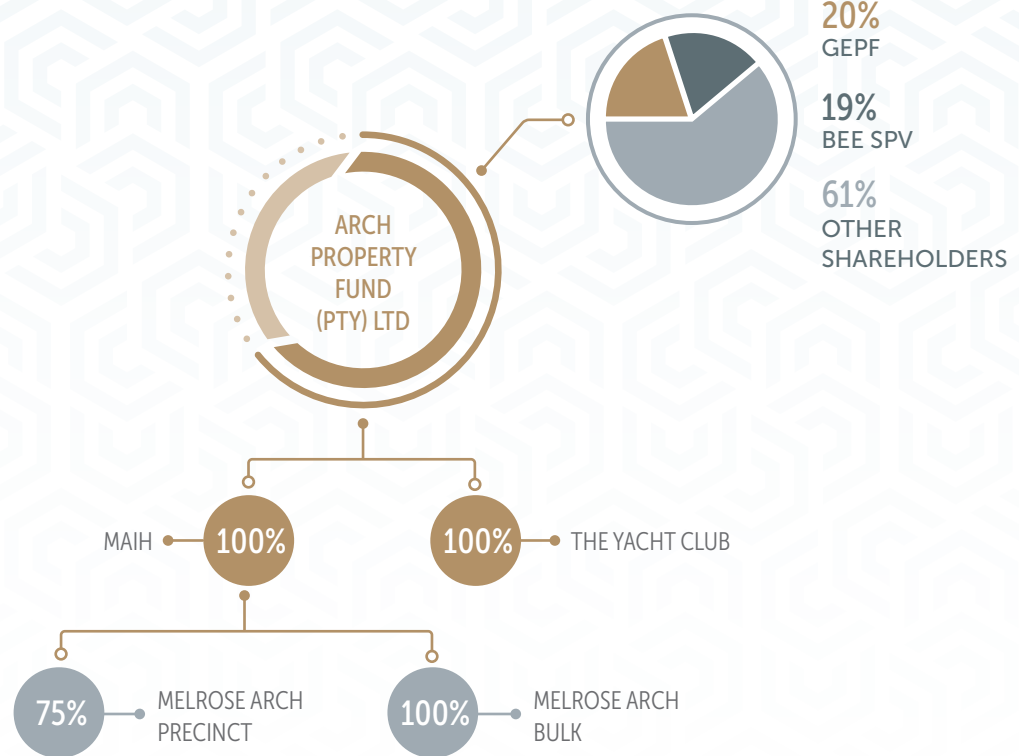 20%
GEPF
19%
BEE SPV
61%
OTHER
SHAREHOLDERS
ARCH
PROPERTY
FUND
(PTY) LTD
MAIH
100%
100%
THE YACHT CLUB
75%
MELROSE ARCH
PRECINCT
100%
MELROSE ARCH
BULK